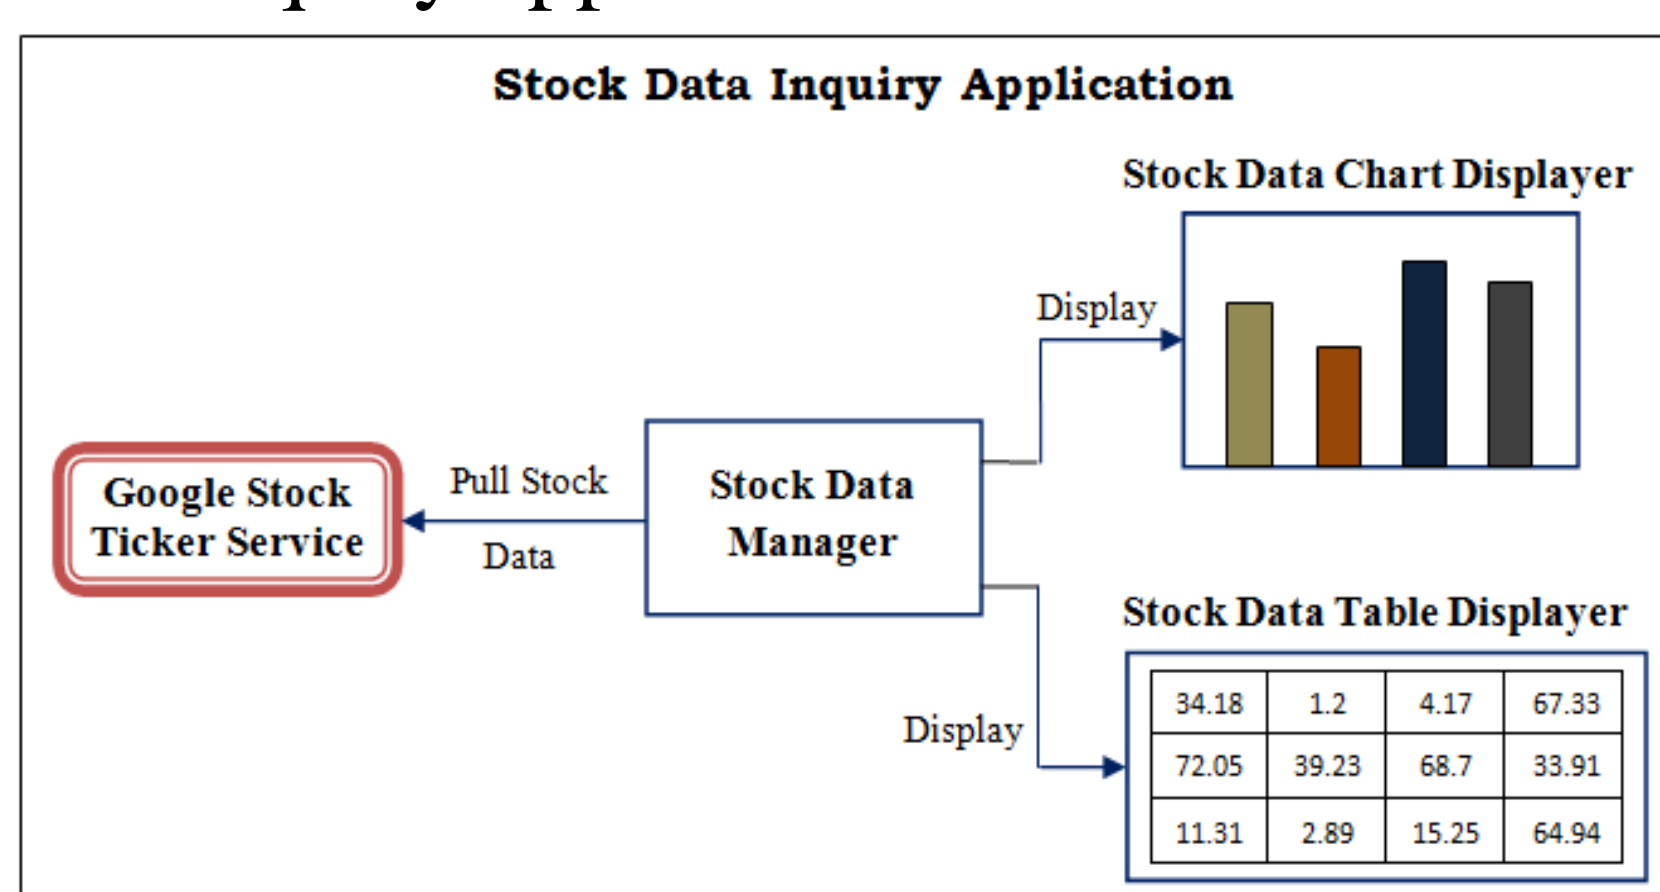 Stock Data Inquiry Application
Stock Data Chart Displayer
Display
Google Stock
Ticker Service
Pull Stock
Data
Stock Data
Manager
Stock Data Table Displayer
Display
34.18 1.2 4.17 67.33
72.05 39.23 68.7 33.91
11.31 2.89 15.25 64.94